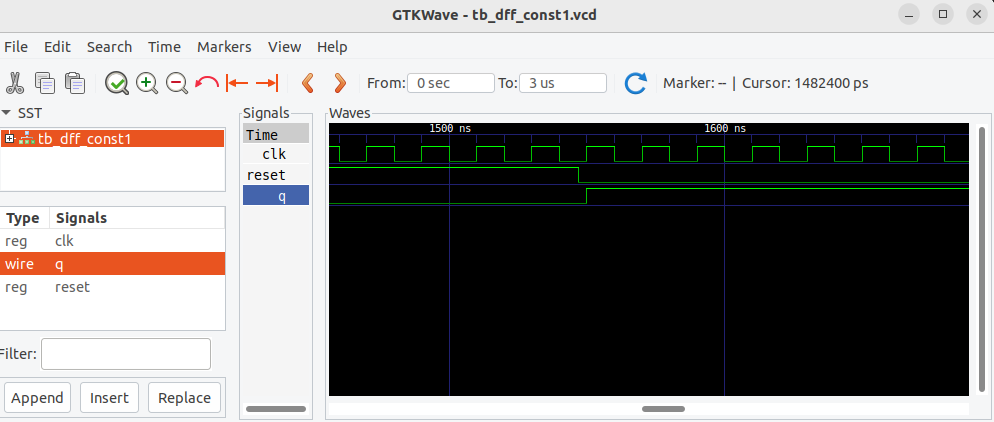 GTKWave - tb_dff_const1.vcd
File Edit Search Time Markers View Help
From: 0 sec To: 3 us Marker: -- | Cursor: 1482400 ps
SST
tb_dff_const1
Type Signals
reg clk
wire q
reg reset
Filter:
Append Insert Replace
Signals
Time
clk
reset
q
Waves
1500 ns 1600 ns